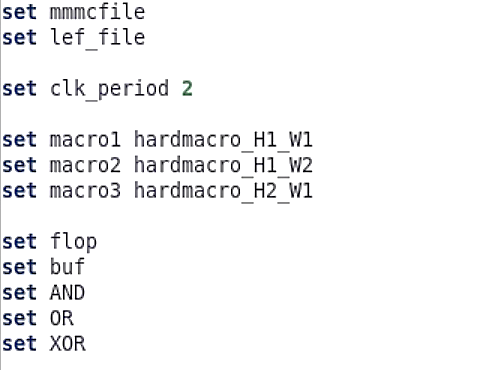 set mmmcfile
set lef_file
set clk_period 2
set macro1 hardmacro_H1_W1
set macro2 hardmacro_H1_W2
set macro3 hardmacro_H2_W1
set flop
set buf
set AND
set OR
set XOR